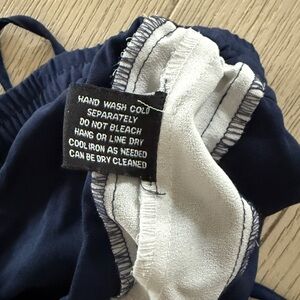 HAND WASH COLD
SEPARATELY
DO NOT BLEACH
HANG OR LINE DRY
COOL IRON AS NEEDED
CAN BE DRY CLEANED